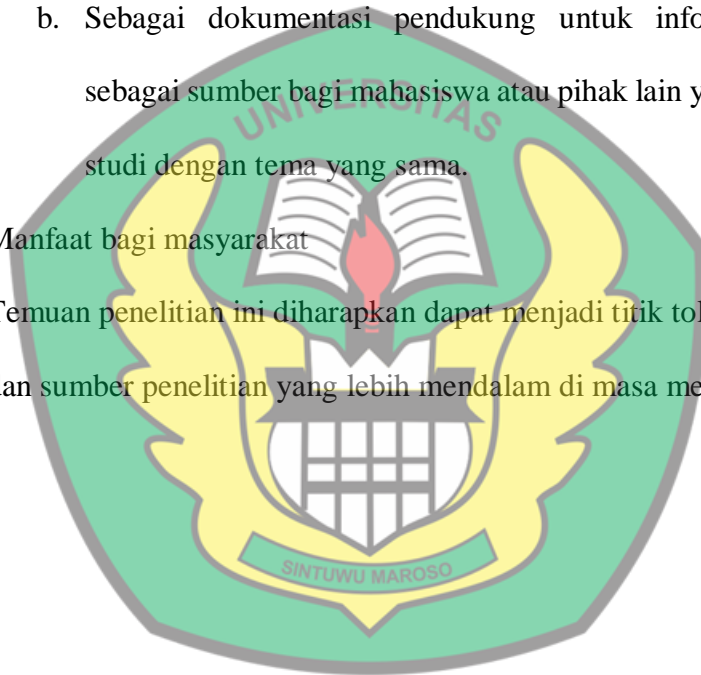 b. Sebagai dokumentasi pendukung untuk info
sebagai sumber bagi mahasiswa atau pihak lain y
UNIVERSITAS
studi dengan tema yang sama.
Manfaat bagi masyarakat
Temuan penelitian ini diharapkan dapat menjadi titik tol
dan sumber penelitian yang lebih mendalam di masa me
SINTUWU MAROSO